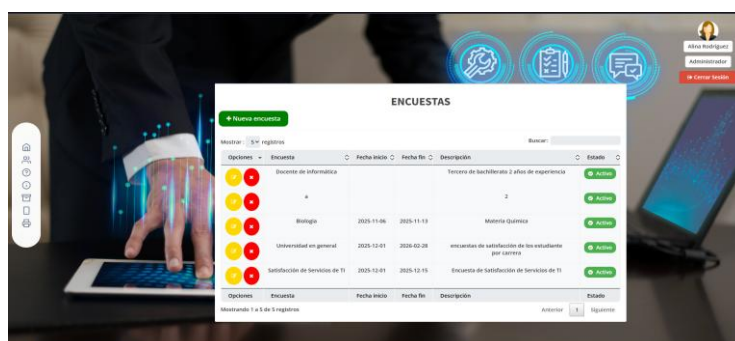 Alina Rodriguez
Administrador
Cerrar Sesión
ENCUESTAS
+ Nueva encuesta
Mostrar: 5 registros
Buscar:
Opciones Encuesta Fecha inicio Fecha fin Descripción Estado
Docente de informática Tercero de bachillerato 2 años de experiencia Activo
a 2 Activo
Biología 2025-11-06 2025-11-13 Materia Quimica Activo
Universidad en general 2025-12-01 2026-02-28 encuestas de satisfacción de los estudiante
por carrera Activo
Satisfacción de Servicios de TI 2025-12-01 2025-12-15 Encuesta de Satisfacción de Servicios de TI Activo
Opciones Encuesta Fecha inicio Fecha fin Descripción Estado
Mostrando 1 a 5 de 5 registros
Anterior 1 Siguiente